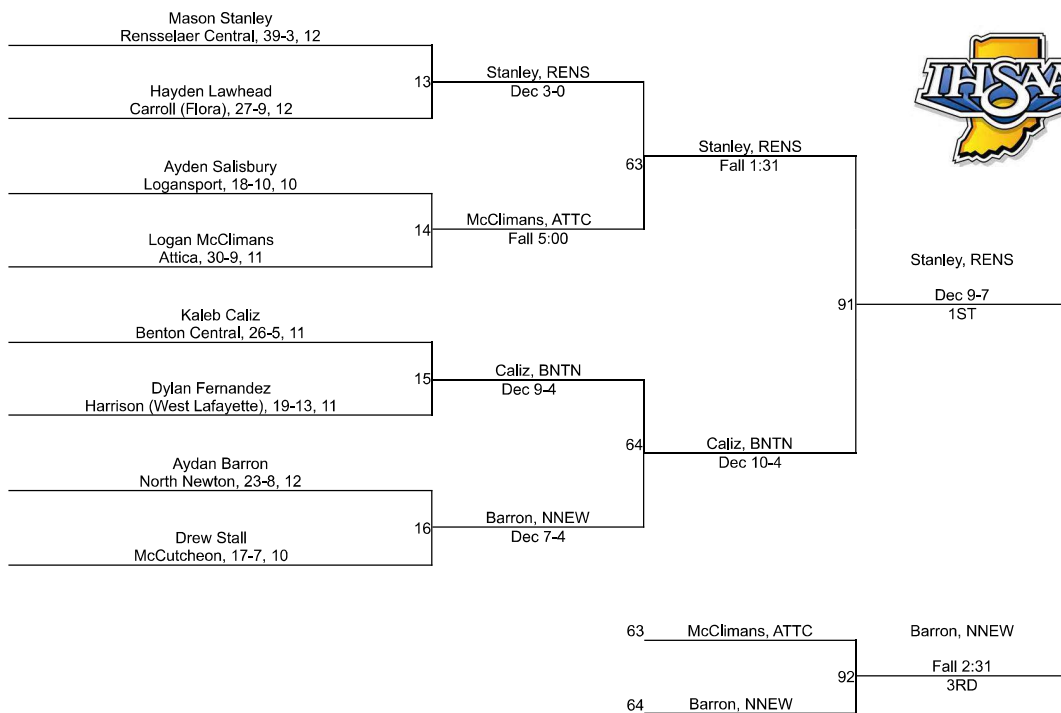 Mason Stanley
Rensselaer Central, 39-3, 12
13
Stanley, RENS
Dec 3-0
Hayden Lawhead
Carroll (Flora), 27-9, 12
IHSAA
63
Stanley, RENS
Fall 1:31
Ayden Salisbury
Logansport, 18-10, 10
14
McClimans, ATTC
Fall 5:00
Logan McClimans
Attica, 30-9, 11
91
Stanley, RENS
Dec 9-7
1ST
Kaleb Caliz
Benton Central, 26-5, 11
15
Caliz, BNTN
Dec 9-4
Dylan Fernandez
Harrison (West Lafayette), 19-13, 11
64
Caliz, BNTN
Dec 10-4
Aydan Barron
North Newton, 23-8, 12
16
Barron, NNEW
Dec 7-4
Drew Stall
McCutcheon, 17-7, 10
63
McClimans, ATTC
92
Barron, NNEW
Fall 2:31
3RD
64
Barron, NNEW